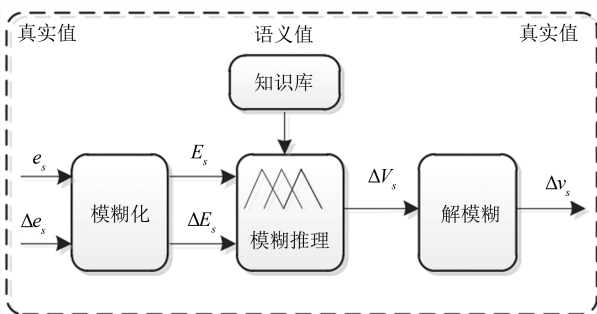 真实值
语义值
真实值
知识库
e_s
E_s
ΔV_s
Δv_s
模糊化
模糊推理
解模糊
Δe_s
ΔE_s